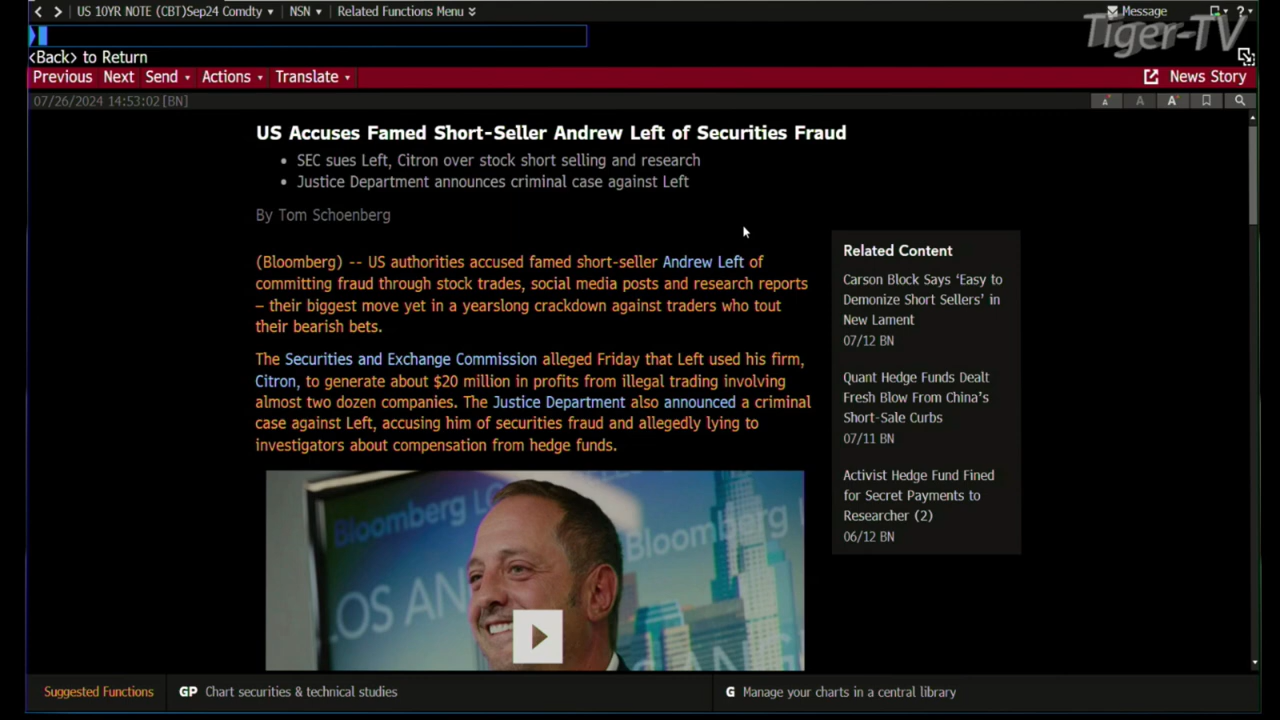 US 10YR NOTE (CBT)Sep24 Comdty NSN Related Functions Menu Message ?
Tiger-TV
<Back> to Return
Previous Next Send Actions Translate News Story
07/26/2024 14:53:02 [BN] A A A
US Accuses Famed Short-Seller Andrew Left of Securities Fraud
• SEC sues Left, Citron over stock short selling and research
• Justice Department announces criminal case against Left
By Tom Schoenberg
(Bloomberg) -- US authorities accused famed short-seller Andrew Left of
committing fraud through stock trades, social media posts and research reports
– their biggest move yet in a yearslong crackdown against traders who tout
their bearish bets.
The Securities and Exchange Commission alleged Friday that Left used his firm,
Citron, to generate about $20 million in profits from illegal trading involving
almost two dozen companies. The Justice Department also announced a criminal
case against Left, accusing him of securities fraud and allegedly lying to
investigators about compensation from hedge funds.
Related Content
Carson Block Says ‘Easy to
Demonize Short Sellers’ in
New Lament
07/12 BN
Quant Hedge Funds Dealt
Fresh Blow From China’s
Short-Sale Curbs
07/11 BN
Activist Hedge Fund Fined
for Secret Payments to
Researcher (2)
06/12 BN
Bloomberg LO
Bloomberg L
LOS AN
Suggested Functions GP Chart securities & technical studies G Manage your charts in a central library